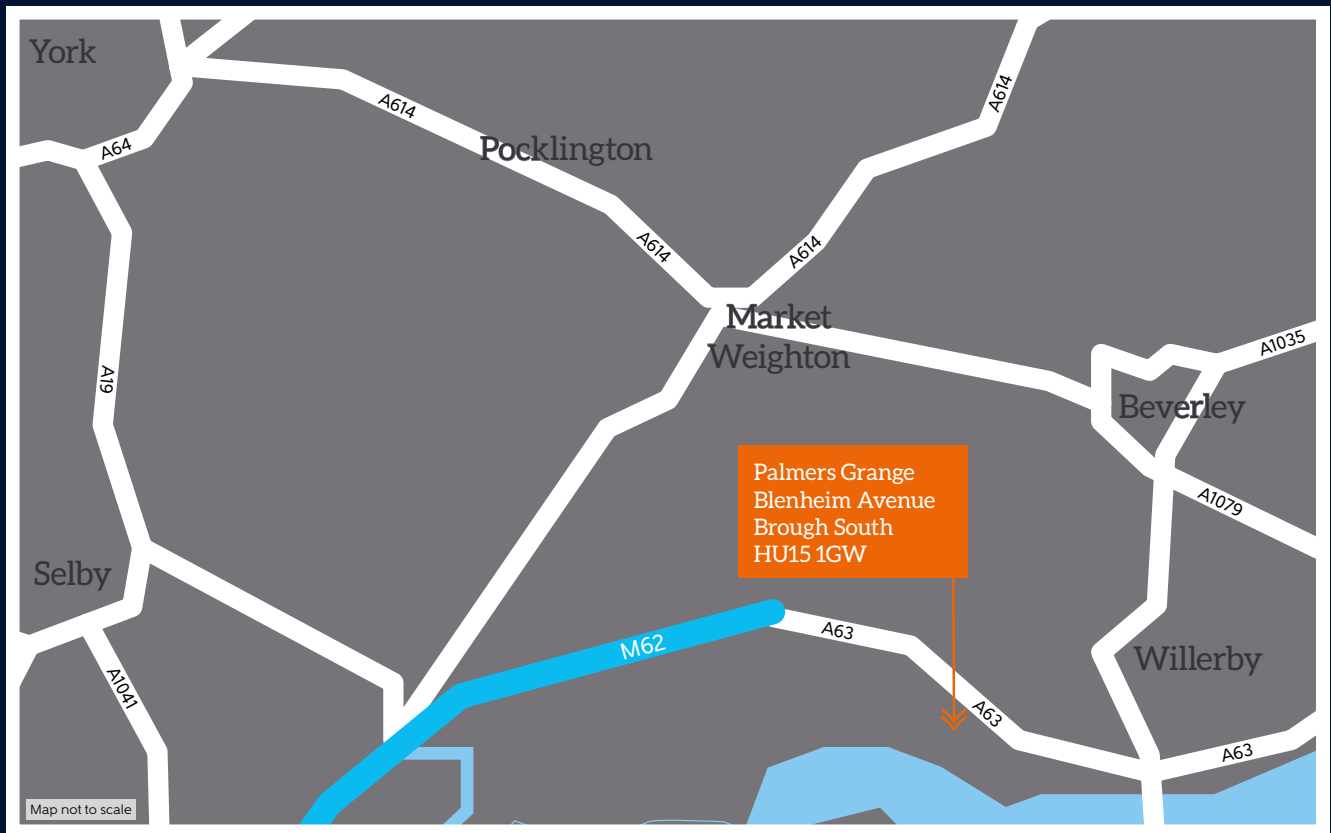 York
A614
A614
Pocklington
A64
A614
A614
Market
Weighton
A1035
A19
Beverley
Palmers Grange
Blenheim Avenue
Brough South
HU15 1GW
A1079
Selby
A63
M62
Willerby
A1041
A63
A63
Map not to scale